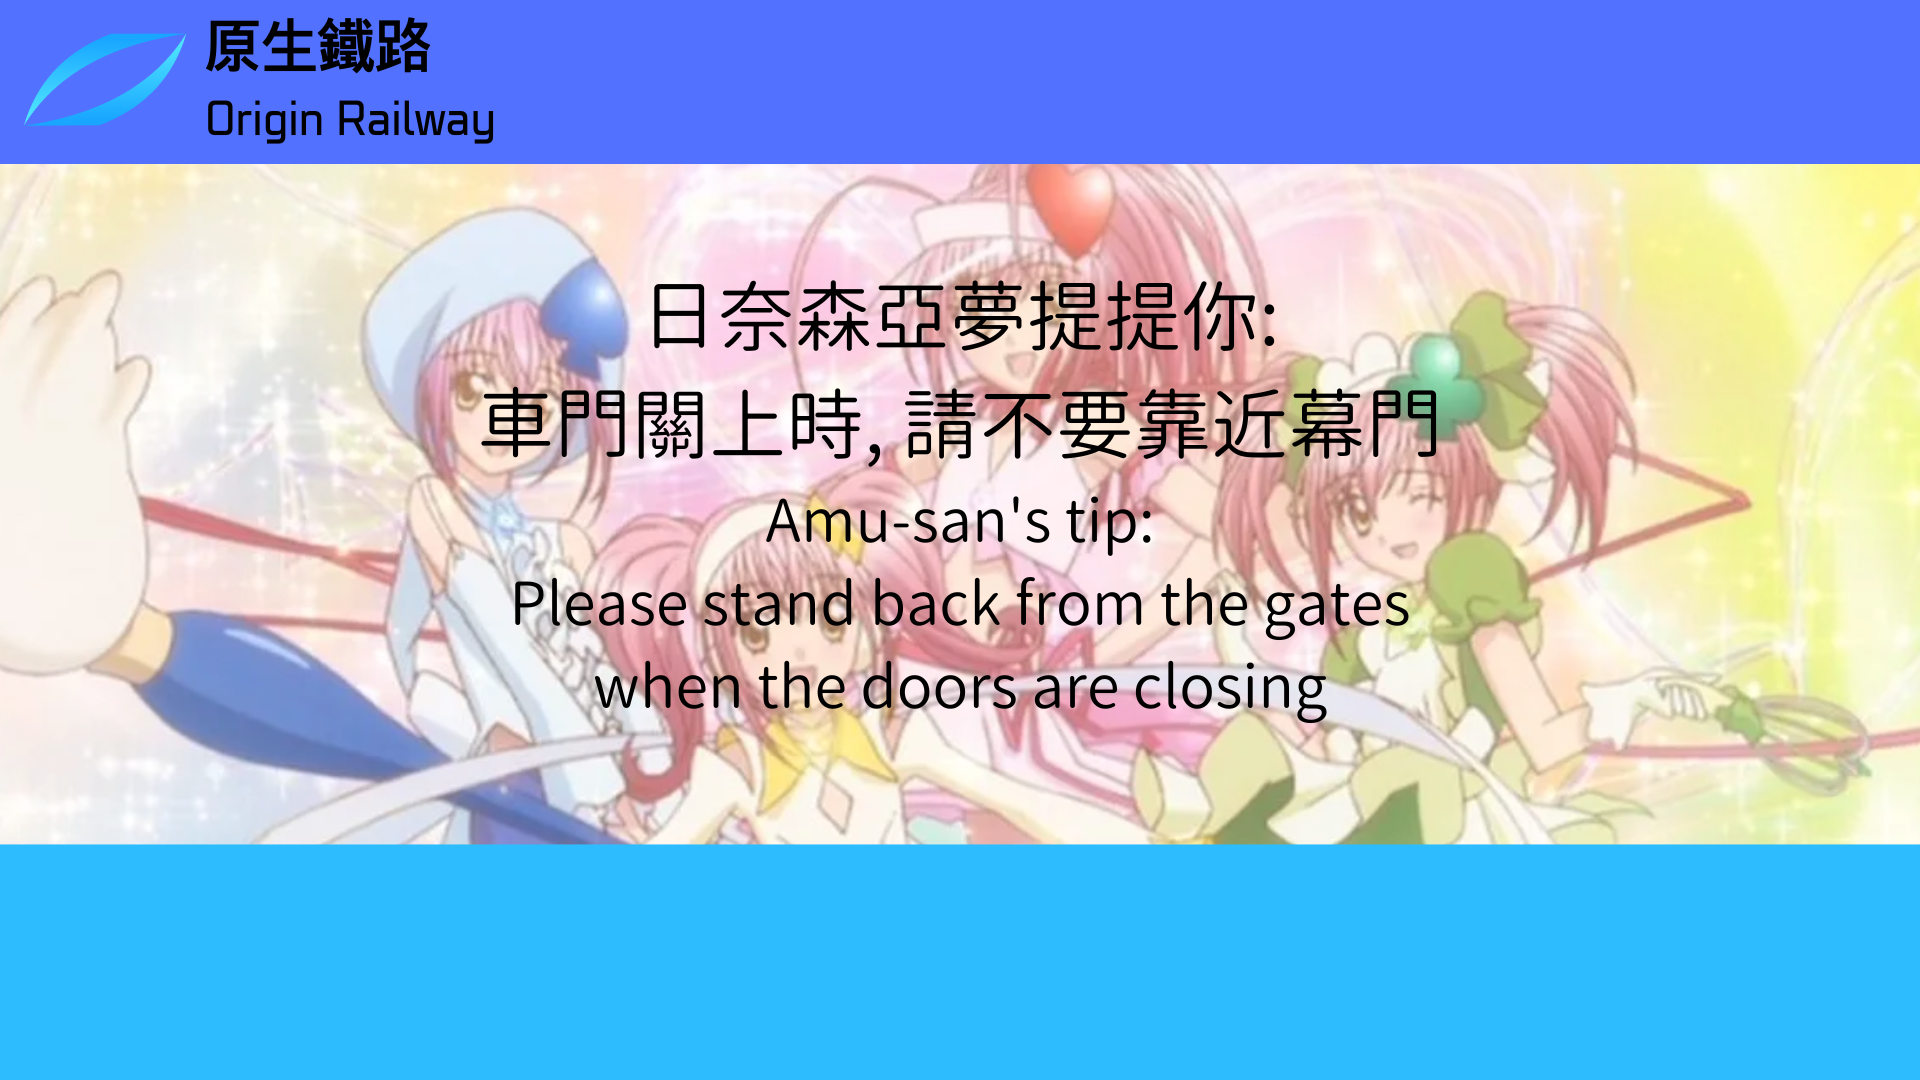 原生鐵路
Origin Railway
日奈森亞夢提提你:
車門關上時, 請不要靠近幕門
Amu-san's tip:
Please stand back from the gates
when the doors are closing